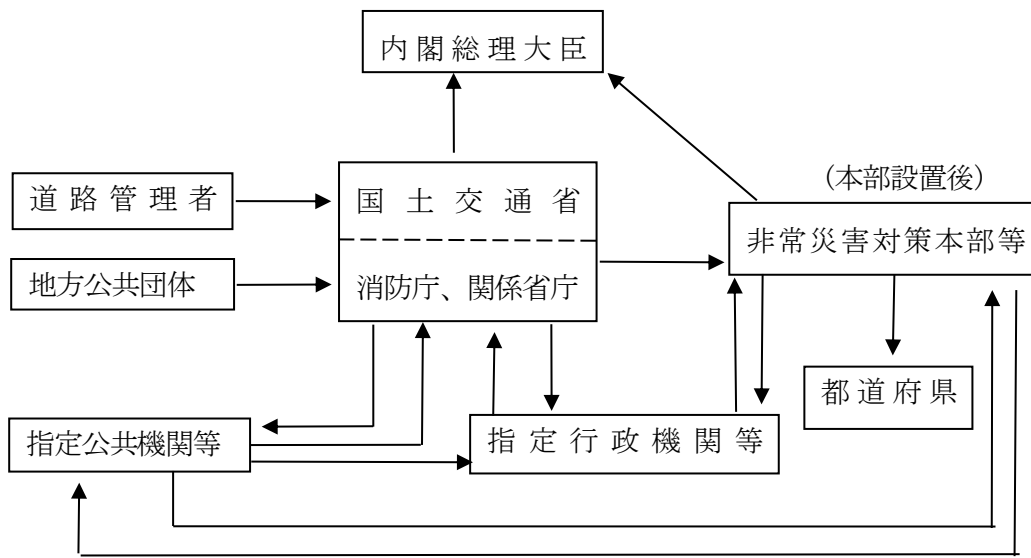 内閣総理大臣
道路管理者
国土交通省
(本部設置後)
非常災害対策本部等
地方公共団体
消防庁、関係省庁
都道府県
指定公共機関等
指定行政機関等